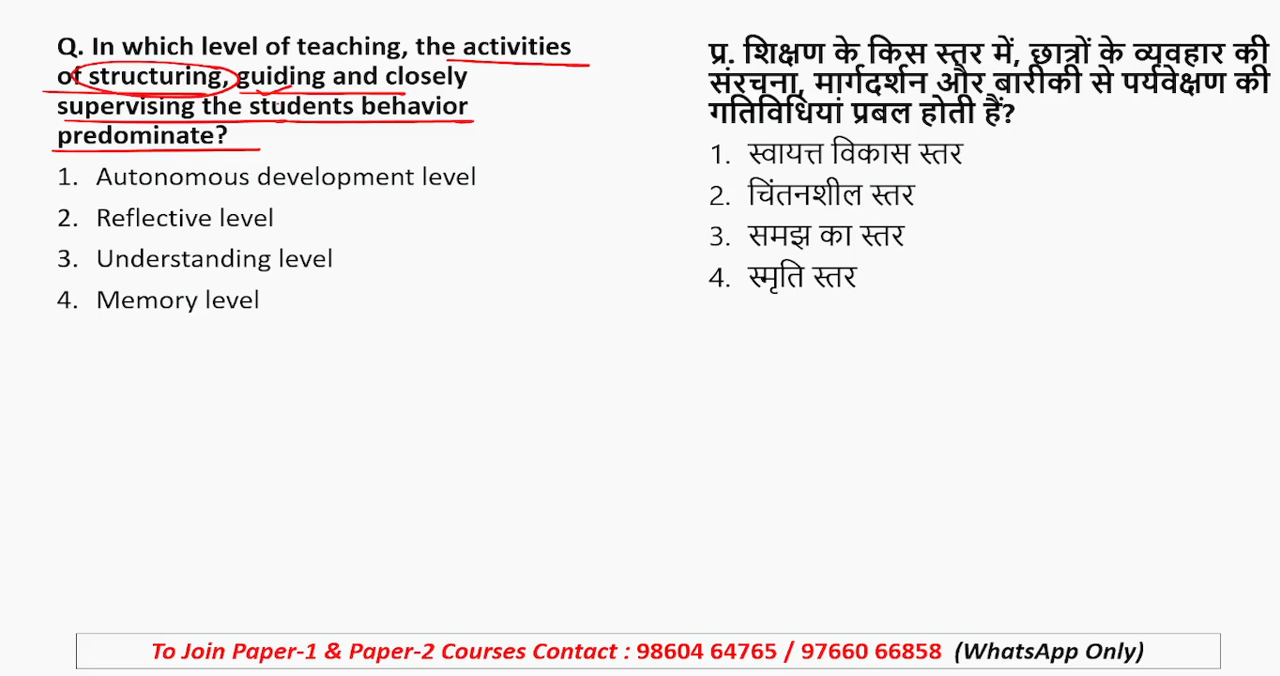 Q. In which level of teaching, the activities
of structuring, guiding and closely
supervising the students behavior
predominate?
1. Autonomous development level
2. Reflective level
3. Understanding level
4. Memory level
प्र. शिक्षण के किस स्तर में, छात्रों के व्यवहार की
संरचना, मार्गदर्शन और बारीकी से पर्यवेक्षण की
गतिविधियां प्रबल होती हैं?
1. स्वायत्त विकास स्तर
2. चिंतनशील स्तर
3. समझ का स्तर
4. स्मृति स्तर
To Join Paper-1 & Paper-2 Courses Contact : 98604 64765 / 97660 66858 (WhatsApp Only)